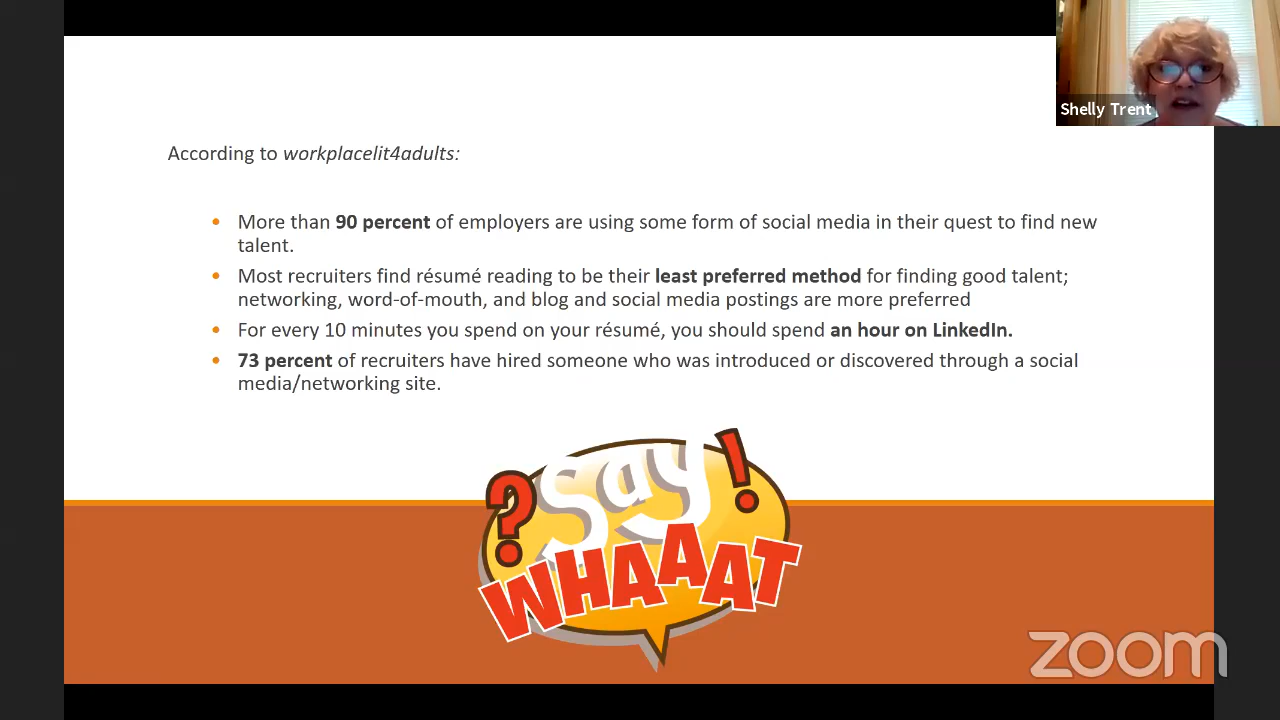 Shelly Trent
According to workplacelit4adults:
• More than 90 percent of employers are using some form of social media in their quest to find new
talent.
• Most recruiters find résumé reading to be their least preferred method for finding good talent;
networking, word-of-mouth, and blog and social media postings are more preferred
• For every 10 minutes you spend on your résumé, you should spend an hour on LinkedIn.
• 73 percent of recruiters have hired someone who was introduced or discovered through a social
media/networking site.
? Say !
WHAAAT
zoom